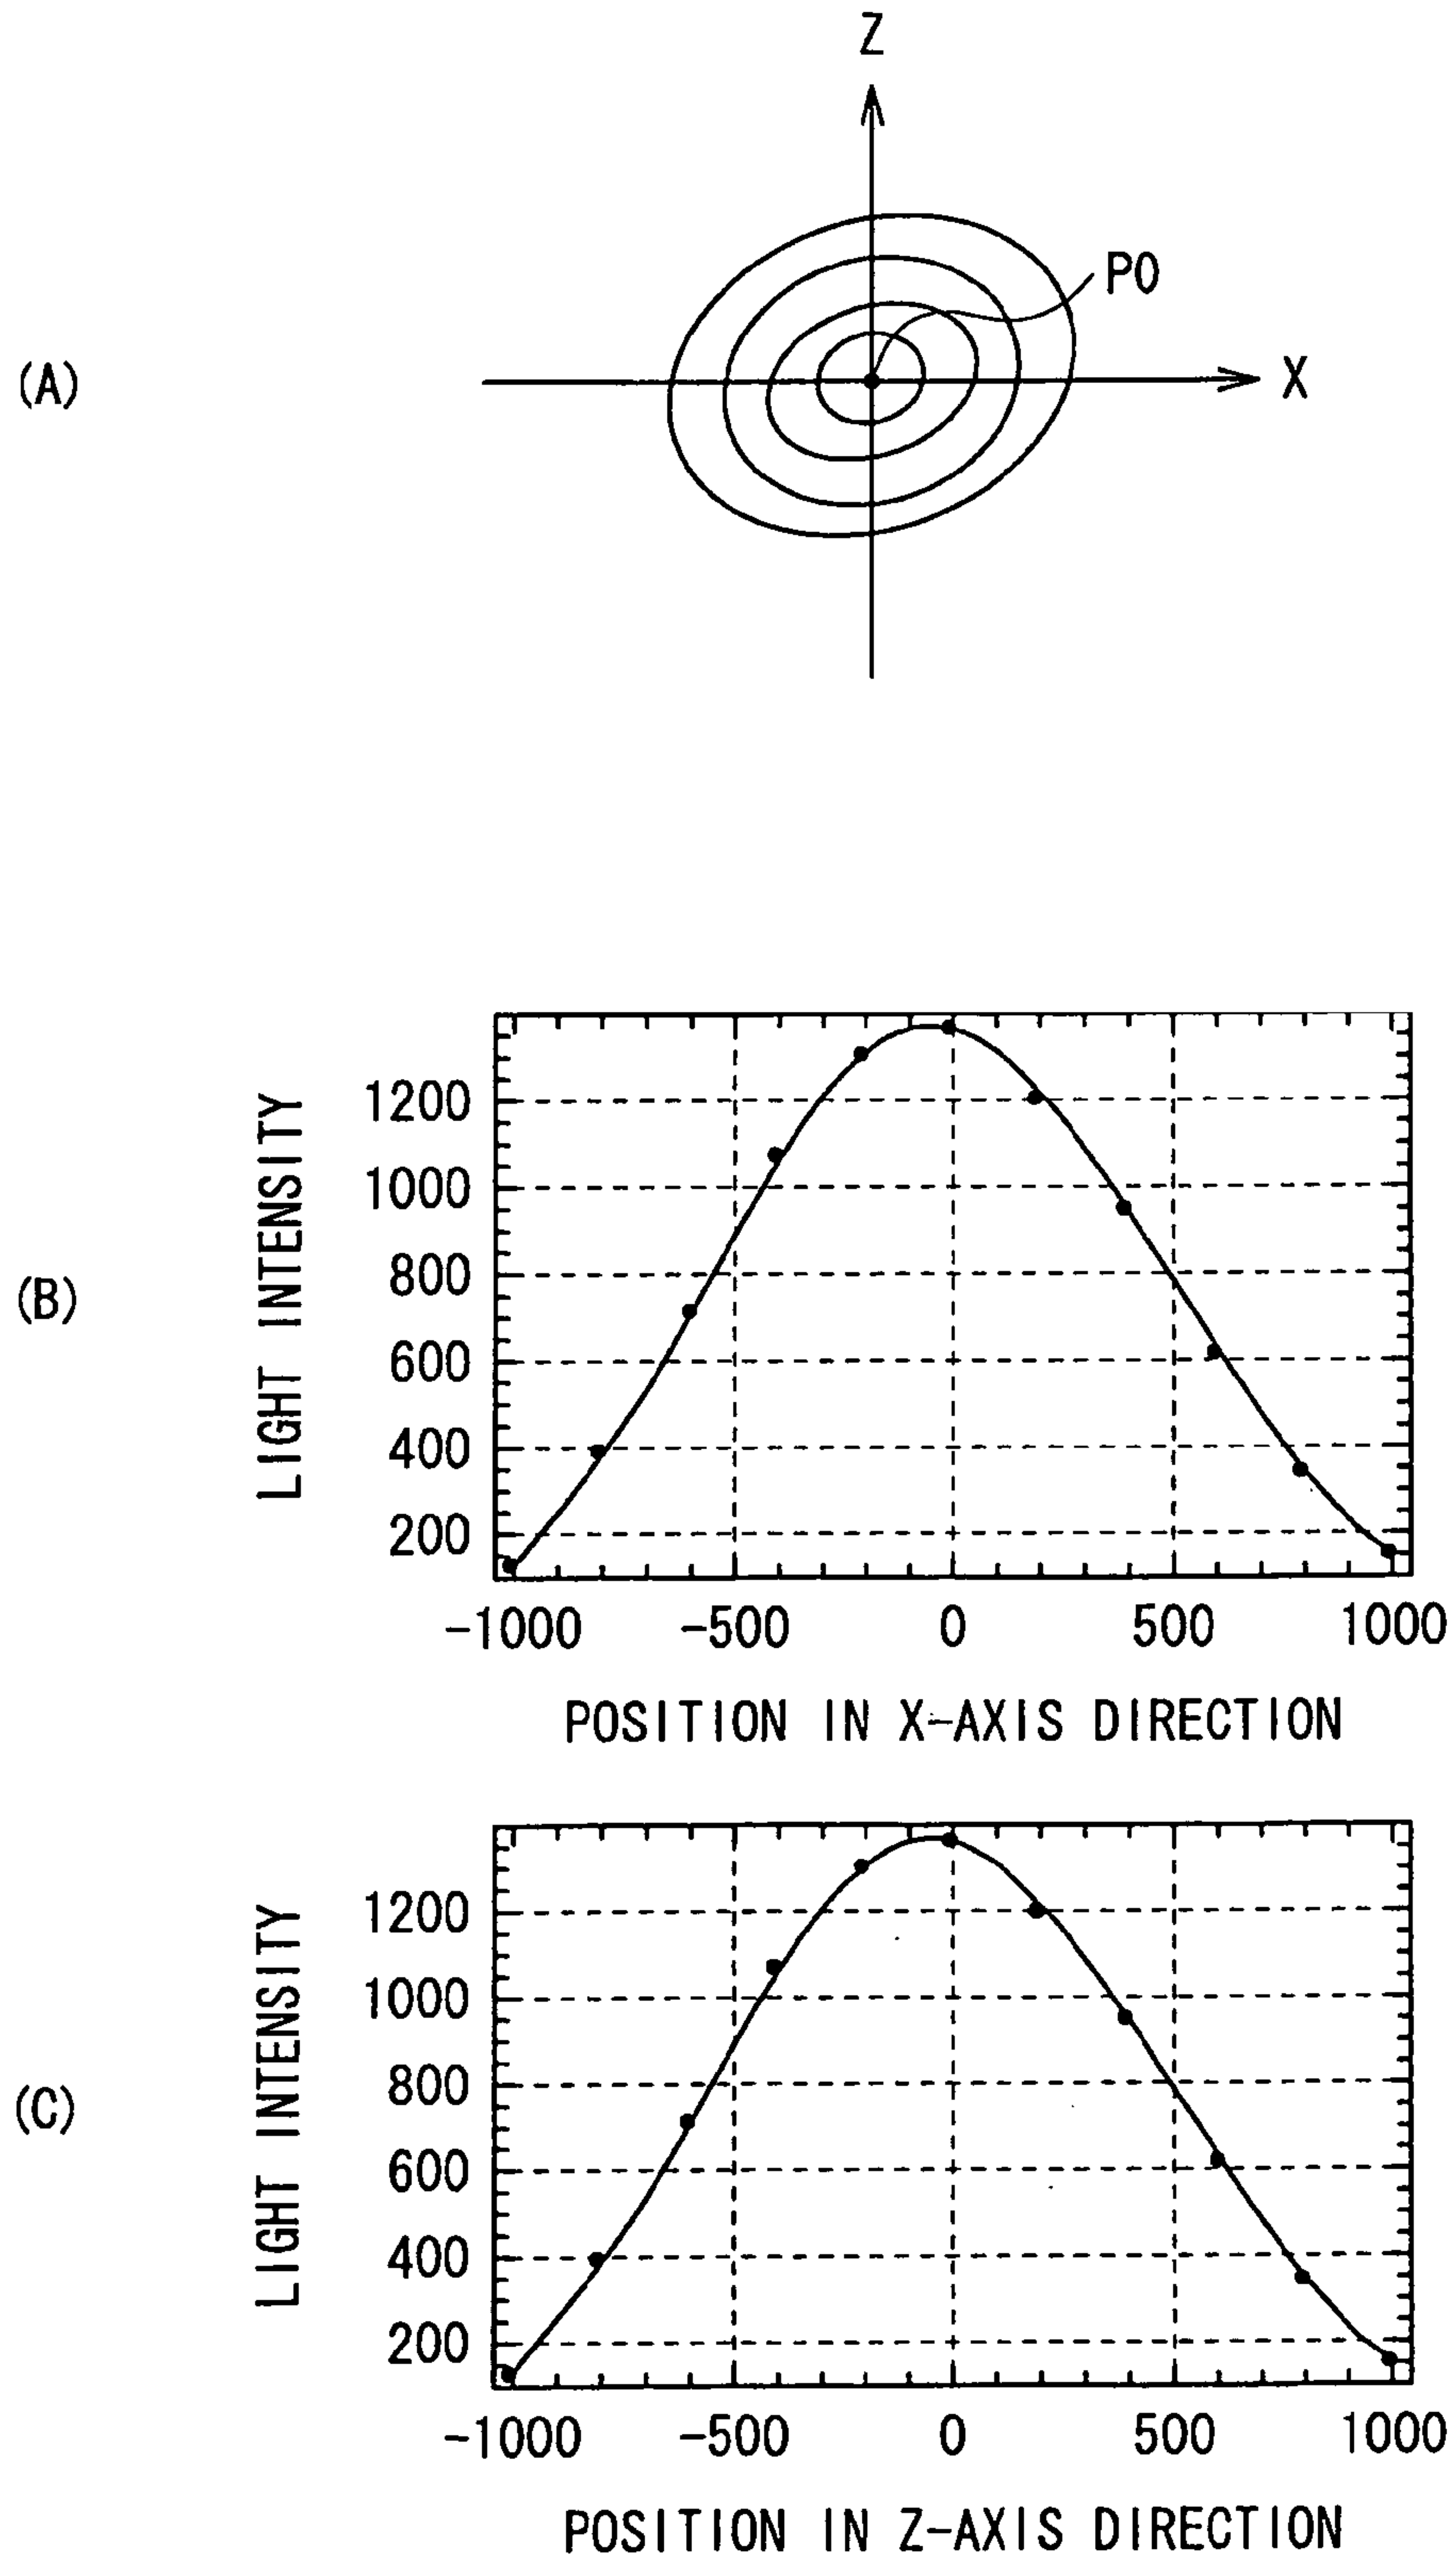 Z
P0
(A)
X
(B)
LIGHT INTENSITY
1200
1000
800
600
400
200
-1000 -500 0 500 1000
POSITION IN X-AXIS DIRECTION
(C)
LIGHT INTENSITY
1200
1000
800
600
400
200
-1000 -500 0 500 1000
POSITION IN Z-AXIS DIRECTION